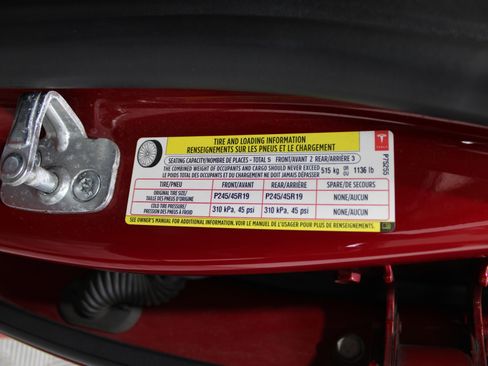 TIRE AND LOADING INFORMATION
RENSEIGNEMENTS SUR LES PNEUS ET LE CHARGEMENT
SEATING CAPACITY/NOMBRE DE PLACES - TOTAL 5 FRONT/AVANT 2 REAR/ARRIÈRE 3
THE COMBINED WEIGHT OF OCCUPANTS AND CARGO SHOULD NEVER EXCEED
LE POIDS TOTAL DES OCCUPANTS ET DU CHARGEMENT NE DOIT JAMAIS DÉPASSER
515 kg OR OU 1136 lb
TIRE/PNEU FRONT/AVANT REAR/ARRIÈRE SPARE/DE SECOURS
ORIGINAL TIRE SIZE/
TAILLE DES PNEUS D'ORIGINE
P245/45R19 P245/45R19 NONE/AUCUN
COLD TIRE PRESSURE/
PRESSION DES PNEUS À FROID
310 kPa, 45 psi 310 kPa, 45 psi NONE/AUCUN
SEE OWNER'S MANUAL FOR ADDITIONAL INFORMATION. VOIR LE MANUEL DE L'USAGER POUR PLUS DE RENSEIGNEMENTS.
TESLA
P75255